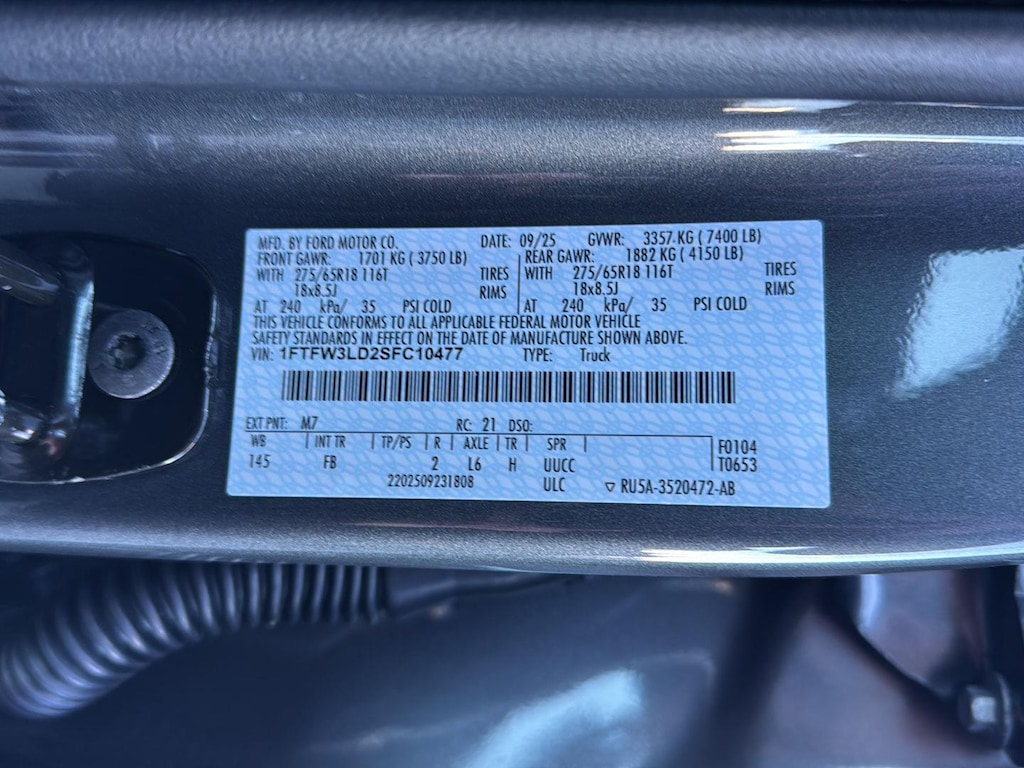 MFD. BY FORD MOTOR CO. DATE: 09/25 GVWR: 3357 KG ( 7400 LB)
FRONT GAWR: 1701 KG ( 3750 LB) REAR GAWR: 1882 KG ( 4150 LB)
WITH 275/65R18 116T TIRES WITH 275/65R18 116T TIRES
18x8.5J RIMS 18x8.5J RIMS
AT 240 kPa/ 35 PSI COLD AT 240 kPa/ 35 PSI COLD
THIS VEHICLE CONFORMS TO ALL APPLICABLE FEDERAL MOTOR VEHICLE
SAFETY STANDARDS IN EFFECT ON THE DATE OF MANUFACTURE SHOWN ABOVE.
VIN: 1FTFW3LD2SFC10477 TYPE: Truck
EXT PNT: M7 RC: 21 DSO:
WB INT TR TP/PS R AXLE TR SPR F0104
145 FB 2 L6 H UUCC T0653
2202509231808 ULC ▽ RU5A-3520472-AB